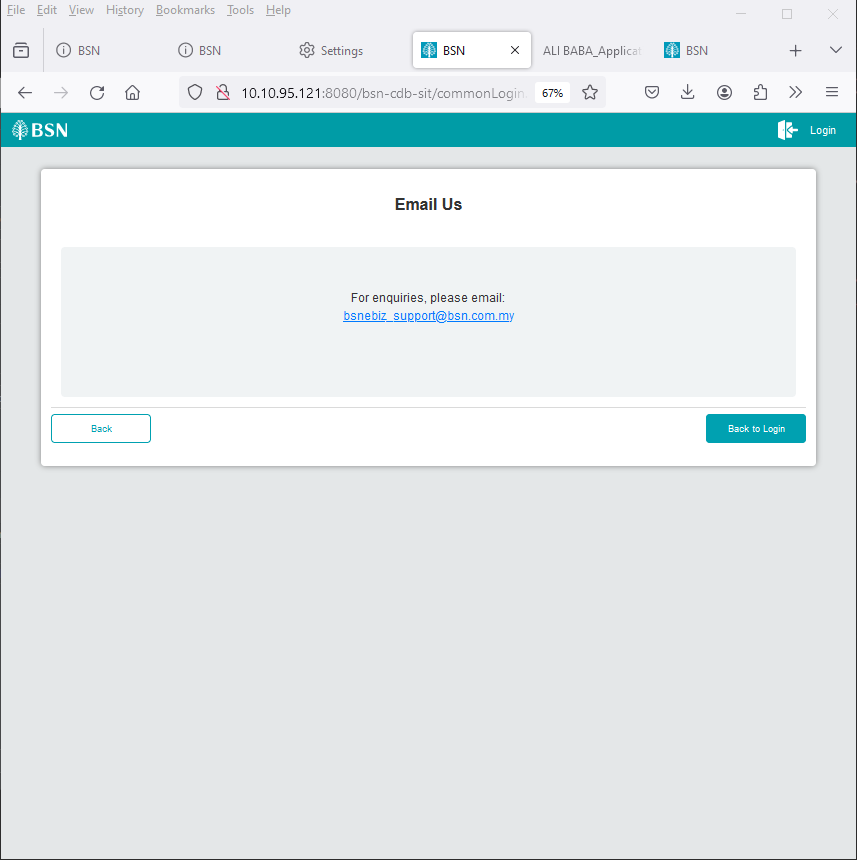 File Edit View History Bookmarks Tools Help
BSN BSN Settings BSN ALI BABA_Applicat BSN
10.10.95.121:8080/bsn-cdb-sit/commonLogin. 67%
BSN Login
Email Us
For enquiries, please email:
bsnebiz_support@bsn.com.my
Back Back to Login